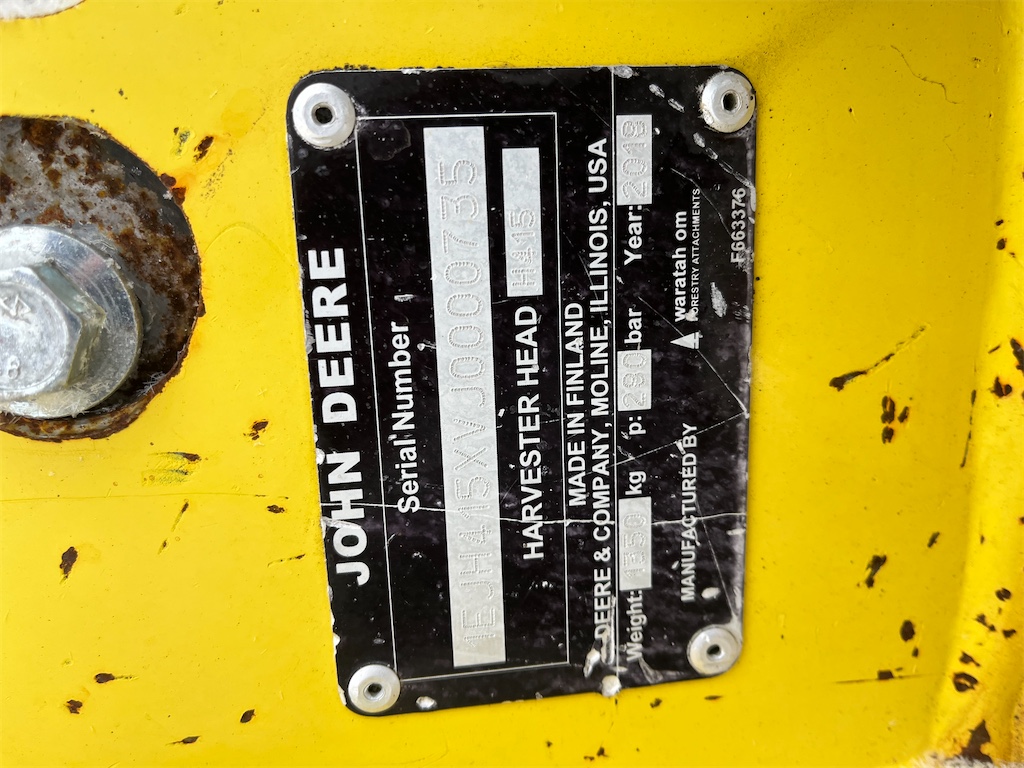 JOHN DEERE
Serial Number
1EJH415XVJ0000735
HARVESTER HEAD H415
MADE IN FINLAND
DEERE & COMPANY, MOLINE, ILLINOIS, USA
Weight: 1550 kg p: 290 bar Year: 2018
MANUFACTURED BY waratah om
FORESTRY ATTACHMENTS
F663376